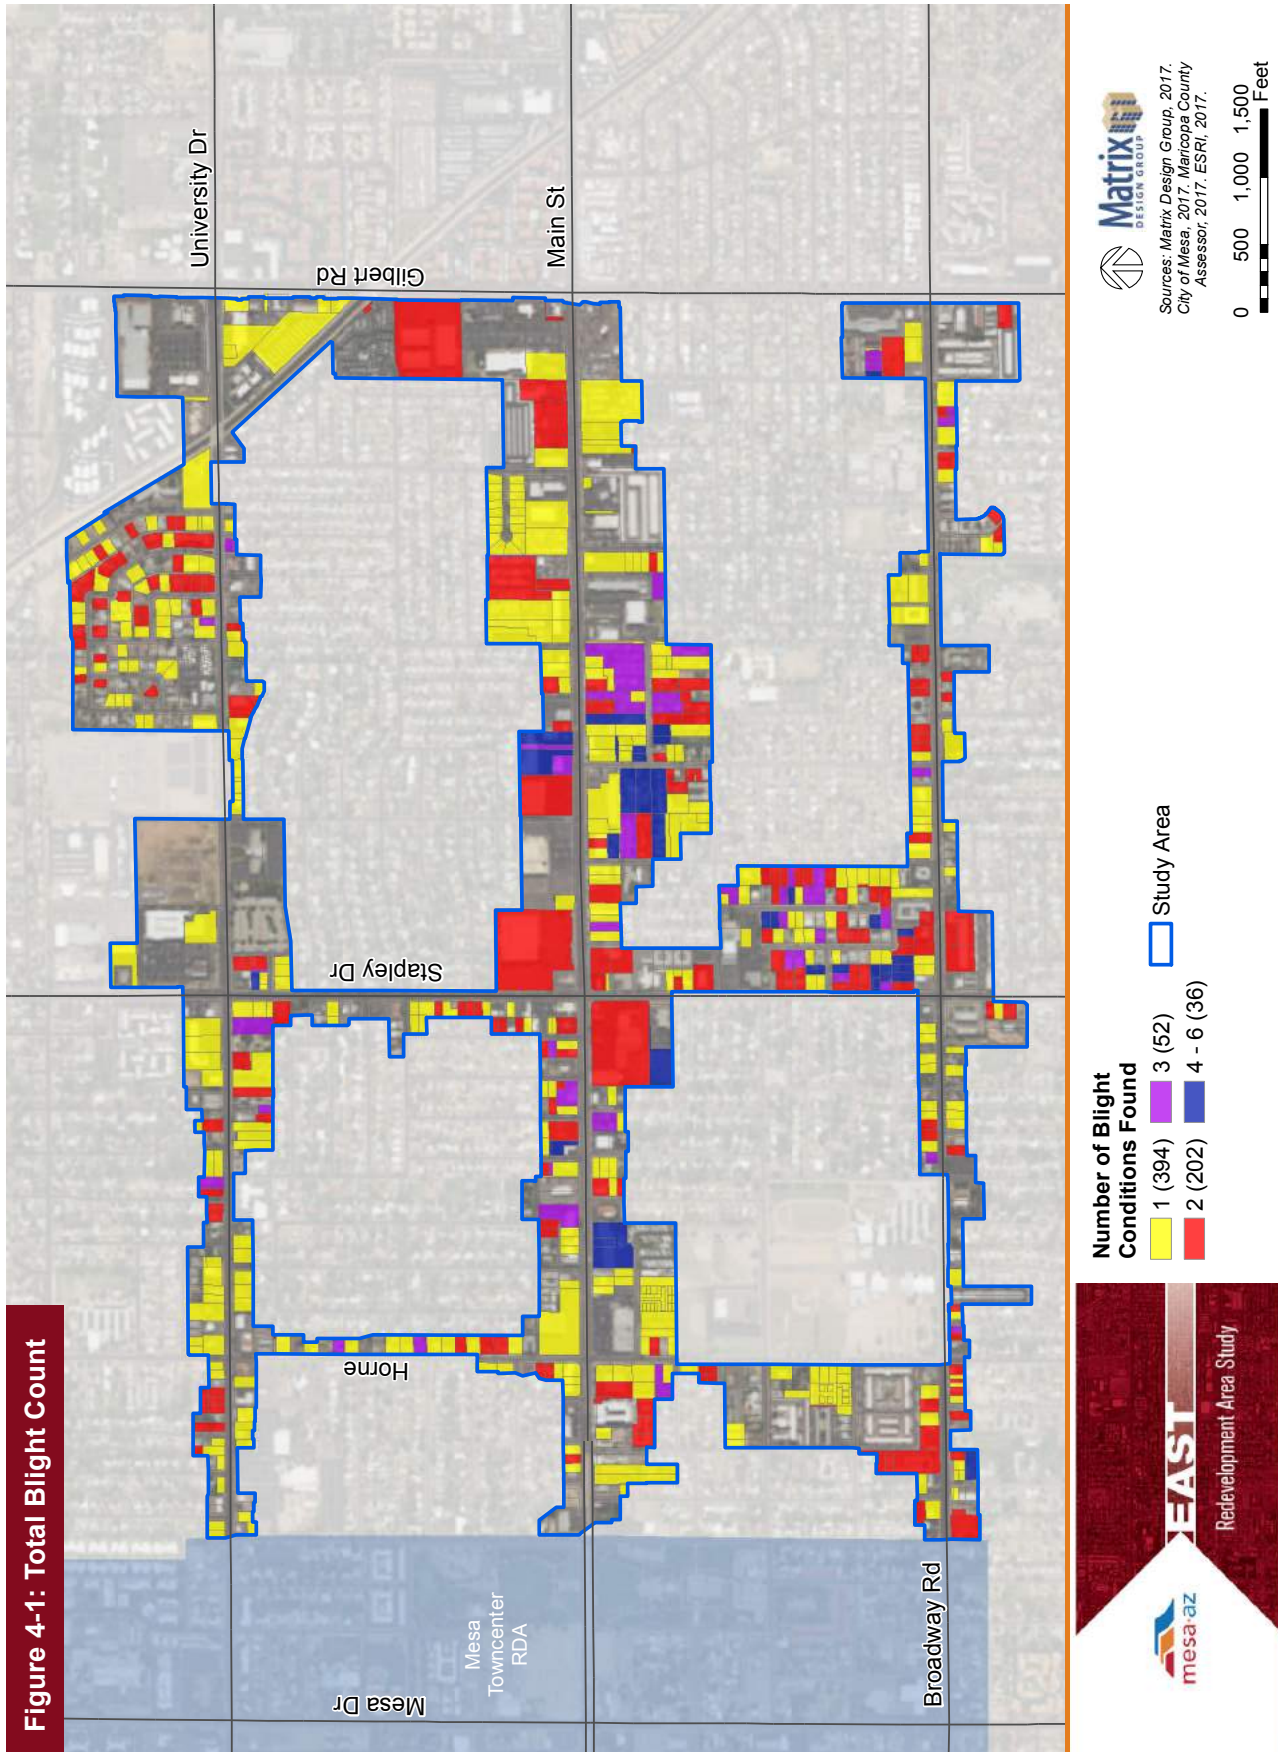 Figure 4-1: Total Blight Count
University Dr
Gilbert Rd
Main St
Stapley Dr
Horne
Mesa
Towncenter
RDA
Mesa Dr
Broadway Rd
mesa·az
EAST
Redevelopment Area Study
Number of Blight
Conditions Found
1 (394)
3 (52)
2 (202)
4 - 6 (36)
Study Area
Matrix
DESIGN GROUP
Sources: Matrix Design Group, 2017.
City of Mesa, 2017. Maricopa County
Assessor, 2017. ESRI, 2017.
0 500 1,000 1,500
Feet